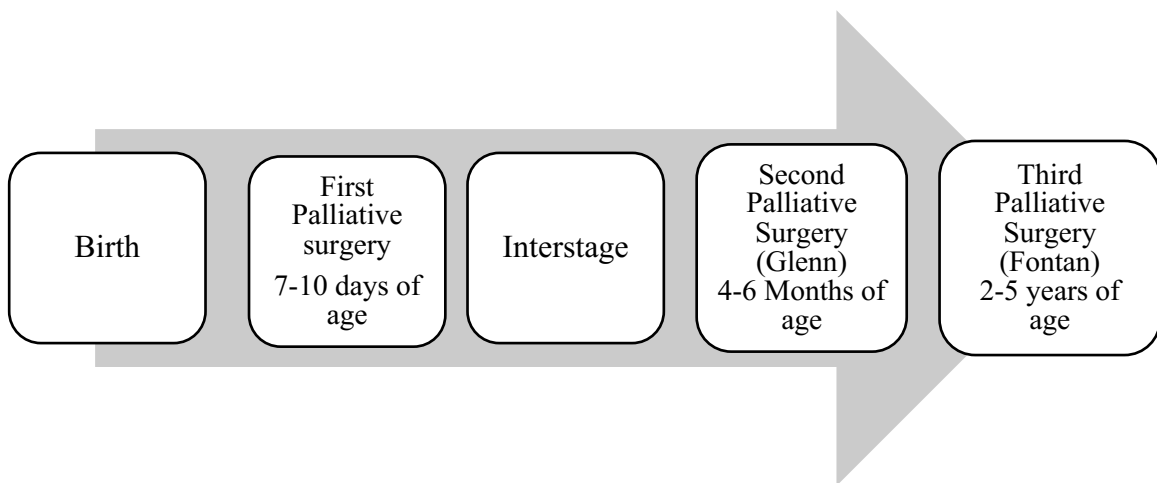 Birth
First
Palliative
surgery
7-10 days of
age
Interstage
Second
Palliative
Surgery
(Glenn)
4-6 Months of
age
Third
Palliative
Surgery
(Fontan)
2-5 years of
age